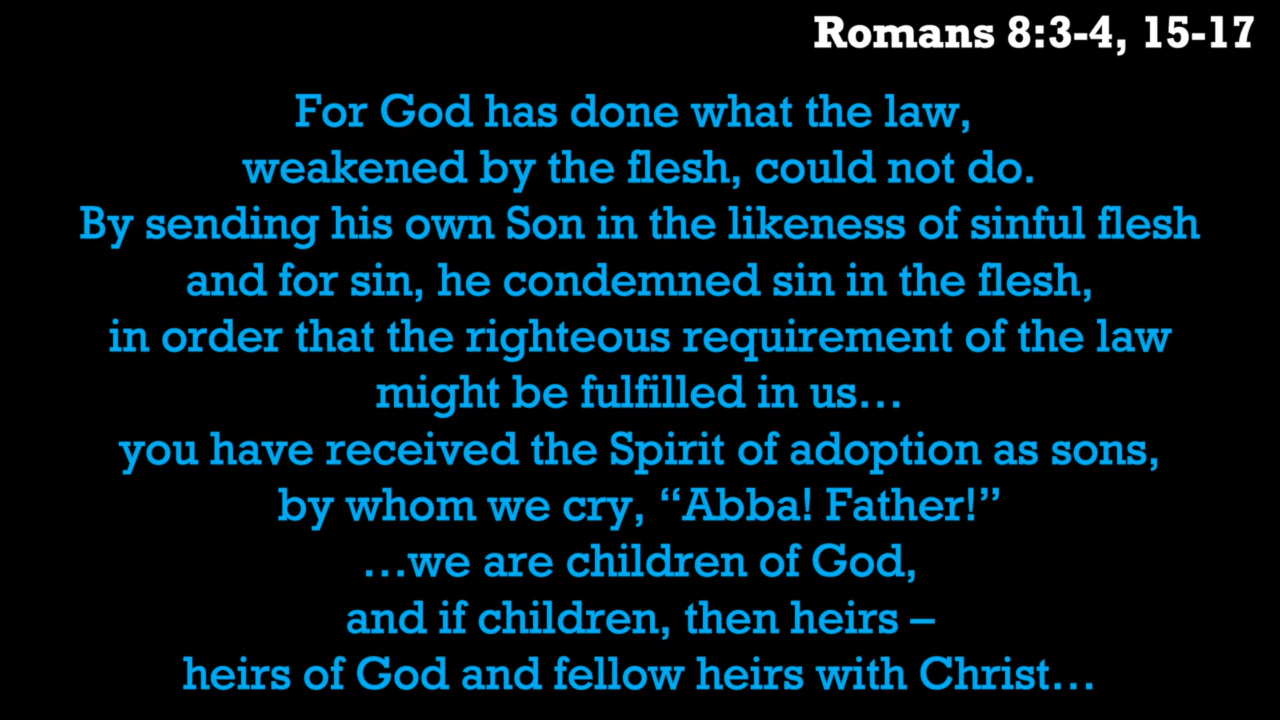 Romans 8:3-4, 15-17
For God has done what the law,
weakened by the flesh, could not do.
By sending his own Son in the likeness of sinful flesh
and for sin, he condemned sin in the flesh,
in order that the righteous requirement of the law
might be fulfilled in us…
you have received the Spirit of adoption as sons,
by whom we cry, “Abba! Father!”
…we are children of God,
and if children, then heirs –
heirs of God and fellow heirs with Christ…